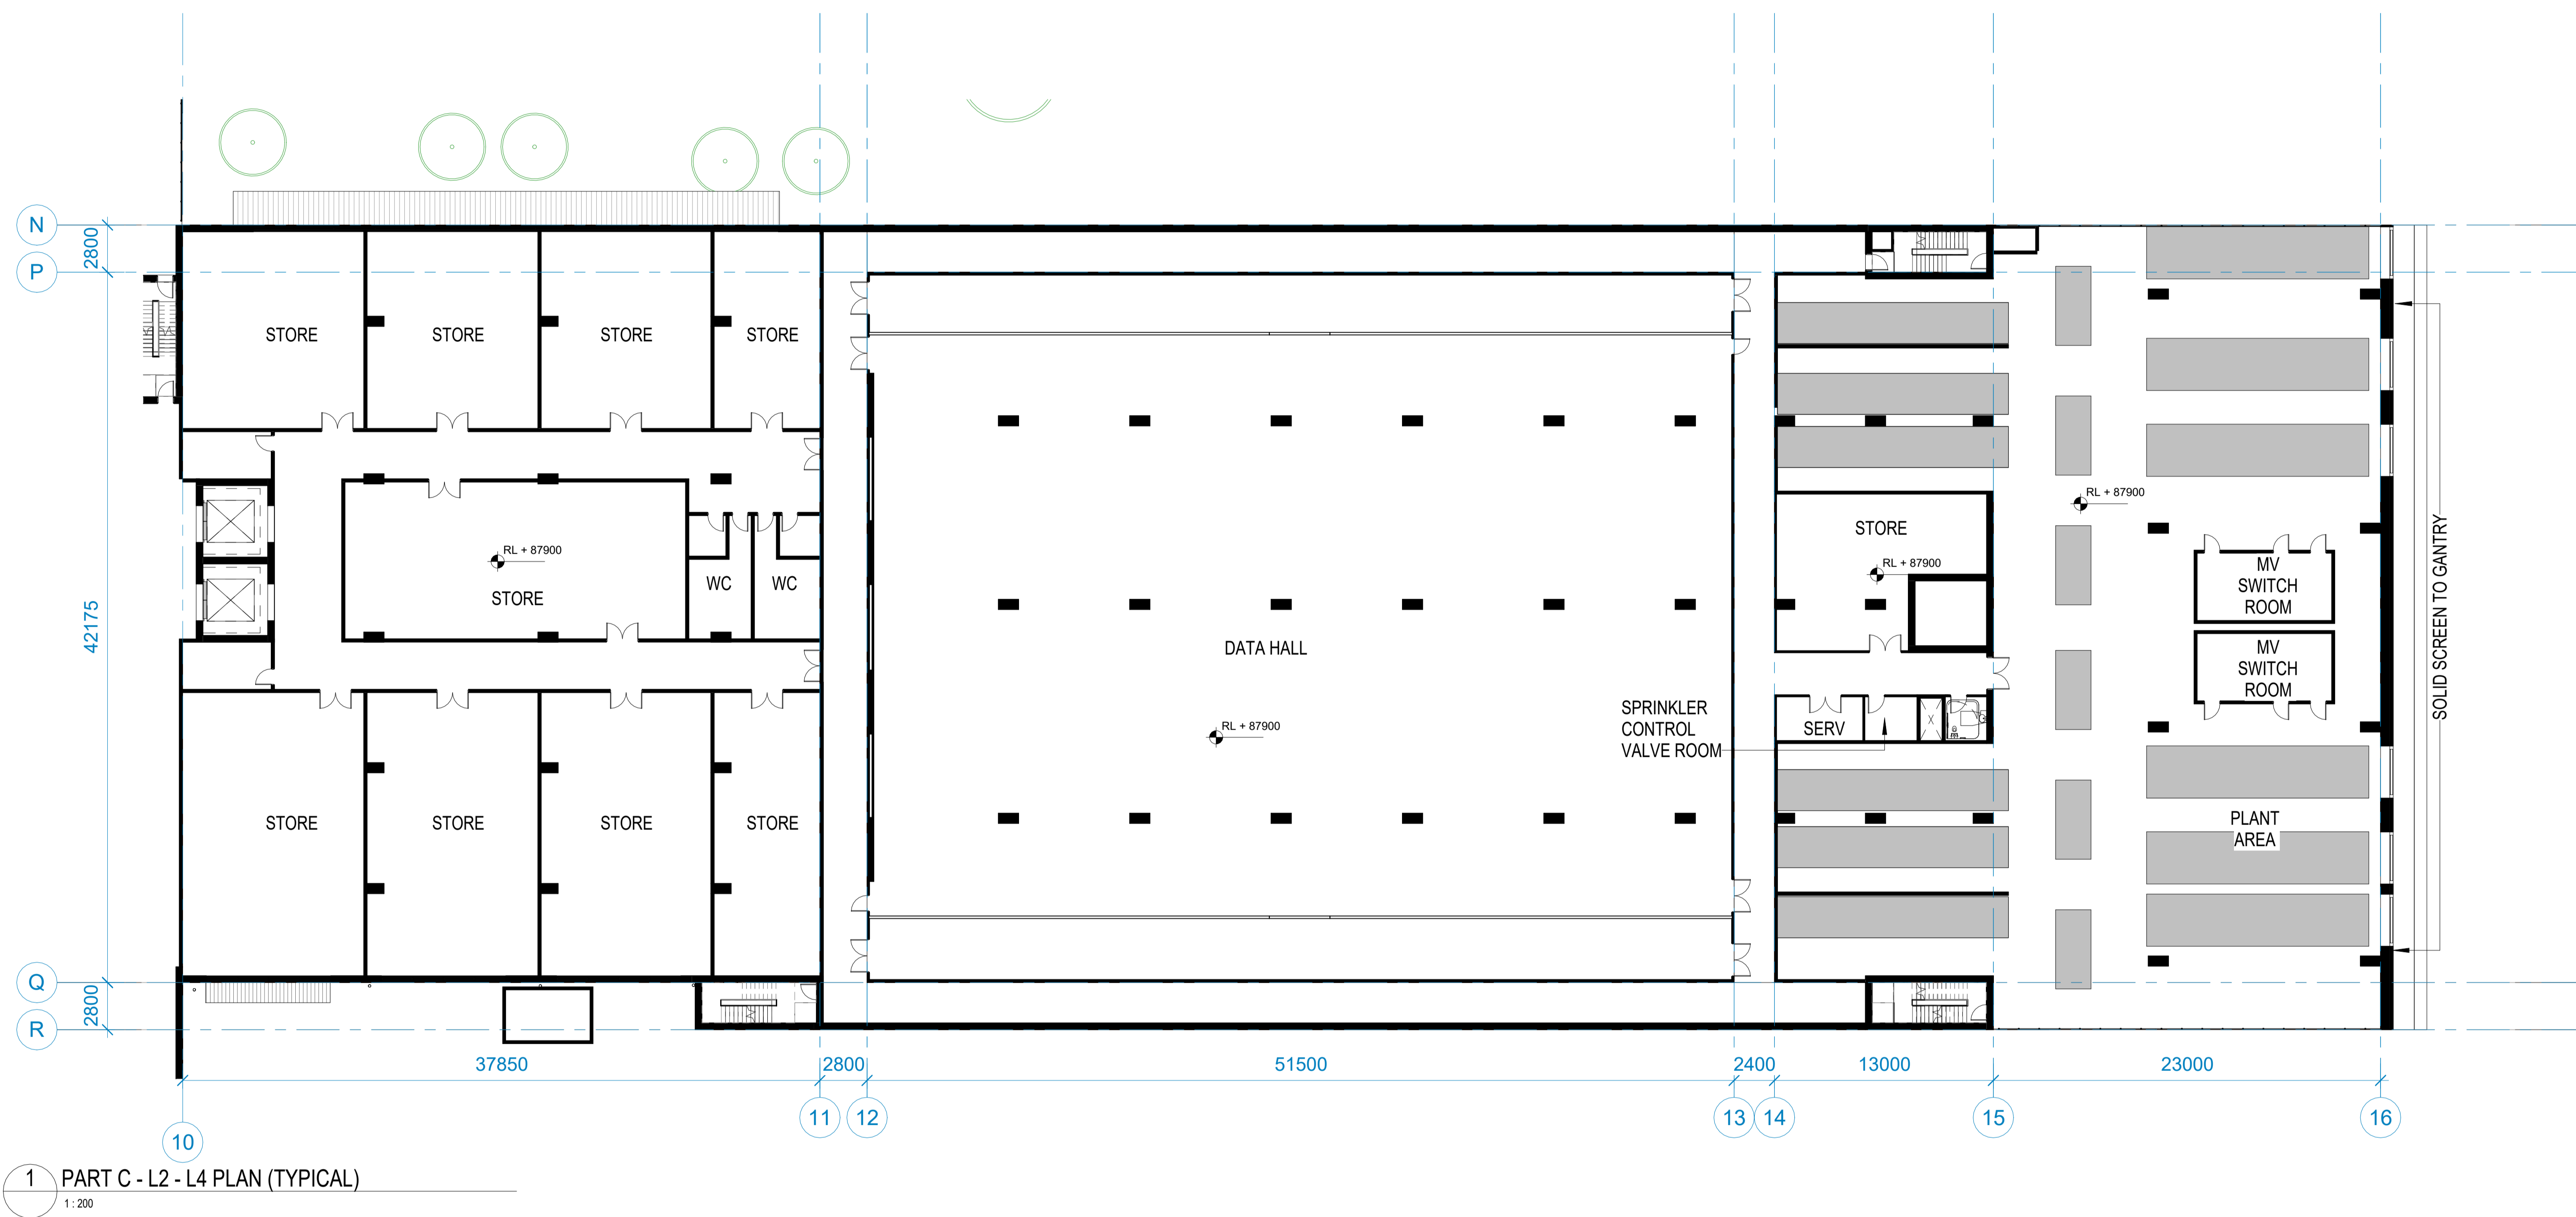 N
2800
P
STORE
STORE
STORE
STORE
RL + 87900
STORE
STORE
RL + 87900
WC
WC
RL + 87900
MV
SWITCH
ROOM
STORE
42175
DATA HALL
MV
SWITCH
ROOM
SOLID SCREEN TO GANTRY
SPRINKLER
CONTROL
VALVE ROOM
SERV
RL + 87900
STORE
STORE
STORE
STORE
PLANT
AREA
Q
2800
R
37850
2800
51500
2400
13000
23000
10
11
12
13
14
15
16
1
PART C - L2 - L4 PLAN (TYPICAL)
1 : 200